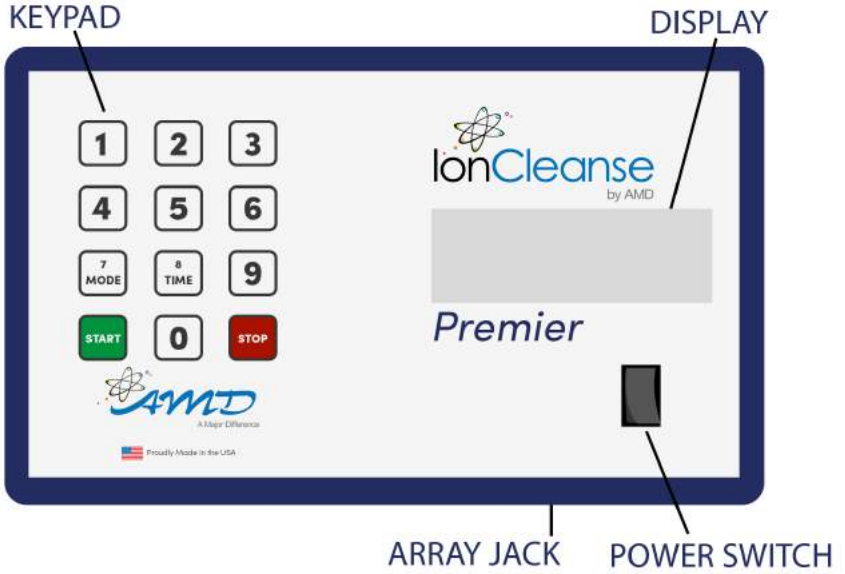 KEYPAD
DISPLAY
1 2 3
4 5 6
7 MODE
8 TIME
9
START
0
STOP
AMD
A Major Difference
Proudly Made in the USA
IonCleanse
by AMD
Premier
ARRAY JACK
POWER SWITCH